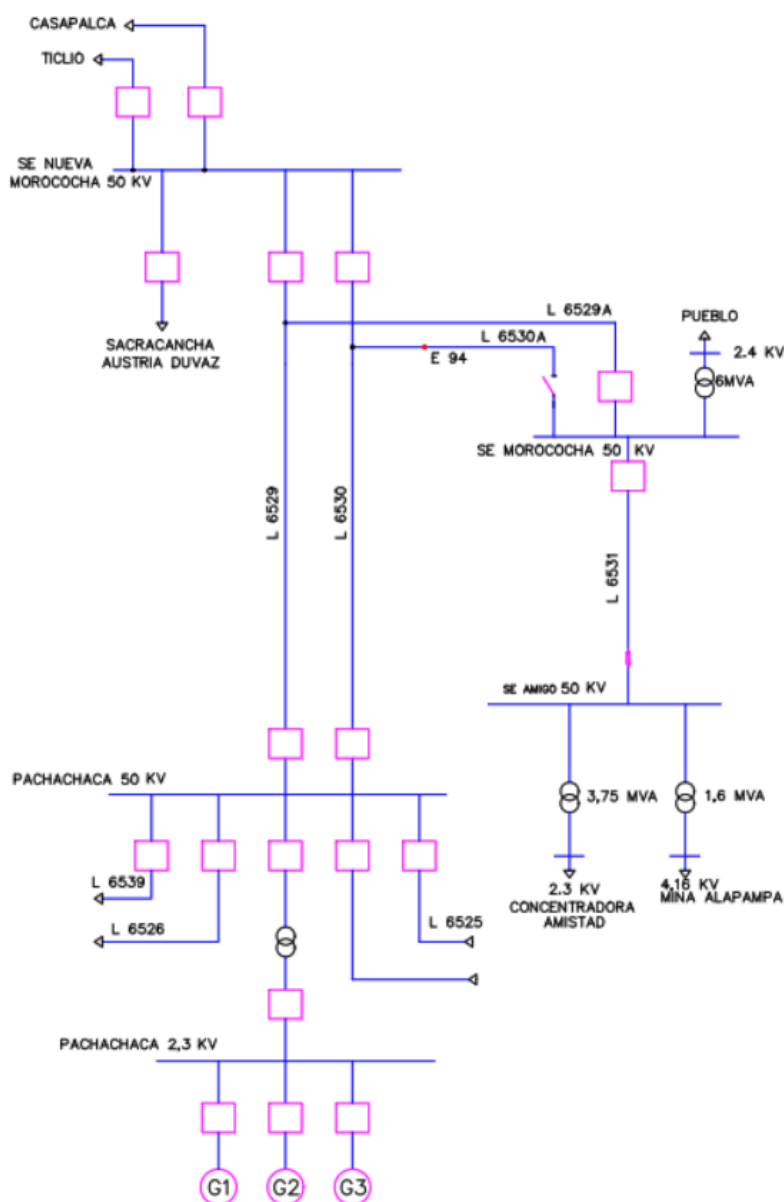 CASAPALCA
TICLIO
SE NUEVA
MOROCOCHA 50 KV
SACRACANCHA
AUSTRIA DUVAZ
L 6529A
L 6530A
E 94
PUEBLO
2.4 KV
6MVA
SE MOROCOCHA 50 KV
L 6529
L 6530
L 6531
SE AMIGO 50 KV
3,75 MVA
1,6 MVA
2.3 KV
CONCENTRADORA
AMISTAD
4,16 KV
MINA ALAPAMPA
PACHACHACA 50 KV
L 6539
L 6526
L 6525
PACHACHACA 2,3 KV
G1
G2
G3